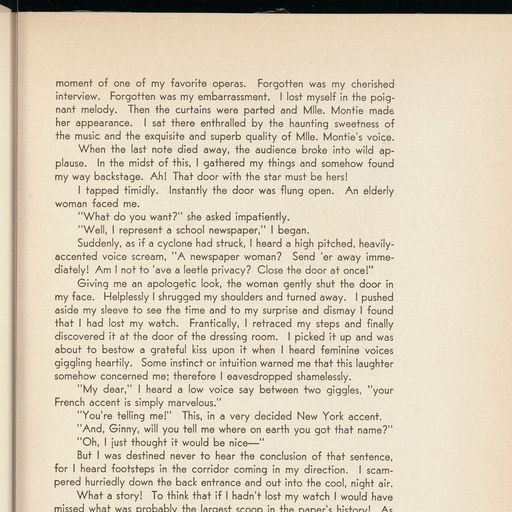 moment of one of my favorite operas. Forgotten was my cherished
interview. Forgotten was my embarrassment. I lost myself in the poig-
nant melody. Then the curtains were parted and Mlle. Montie made
her appearance. I sat there enthralled by the haunting sweetness of
the music and the exquisite and superb quality of Mlle. Montie's voice.
When the last note died away, the audience broke into wild ap-
plause. In the midst of this, I gathered my things and somehow found
my way backstage. Ah! That door with the star must be hers!
I tapped timidly. Instantly the door was flung open. An elderly
woman faced me.
"What do you want?" she asked impatiently.
"Well, I represent a school newspaper," I began.
Suddenly, as if a cyclone had struck, I heard a high pitched, heavily-
accented voice scream, "A newspaper woman? Send 'er away imme-
diately! Am I not to 'ave a leetle privacy? Close the door at once!"
Giving me an apologetic look, the woman gently shut the door in
my face. Helplessly I shrugged my shoulders and turned away. I pushed
aside my sleeve to see the time and to my surprise and dismay I found
that I had lost my watch. Frantically, I retraced my steps and finally
discovered it at the door of the dressing room. I picked it up and was
about to bestow a grateful kiss upon it when I heard feminine voices
giggling heartily. Some instinct or intuition warned me that this laughter
somehow concerned me; therefore I eavesdropped shamelessly.
"My dear," I heard a low voice say between two giggles, "your
French accent is simply marvelous."
"You're telling me!" This, in a very decided New York accent.
"And, Ginny, will you tell me where on earth you got that name?"
"Oh, I just thought it would be nice—"
But I was destined never to hear the conclusion of that sentence,
for I heard footsteps in the corridor coming in my direction. I scam-
pered hurriedly down the back entrance and out into the cool, night air.
What a story! To think that if I hadn't lost my watch I would have
missed what was probably the largest scoop in the paper's history! As